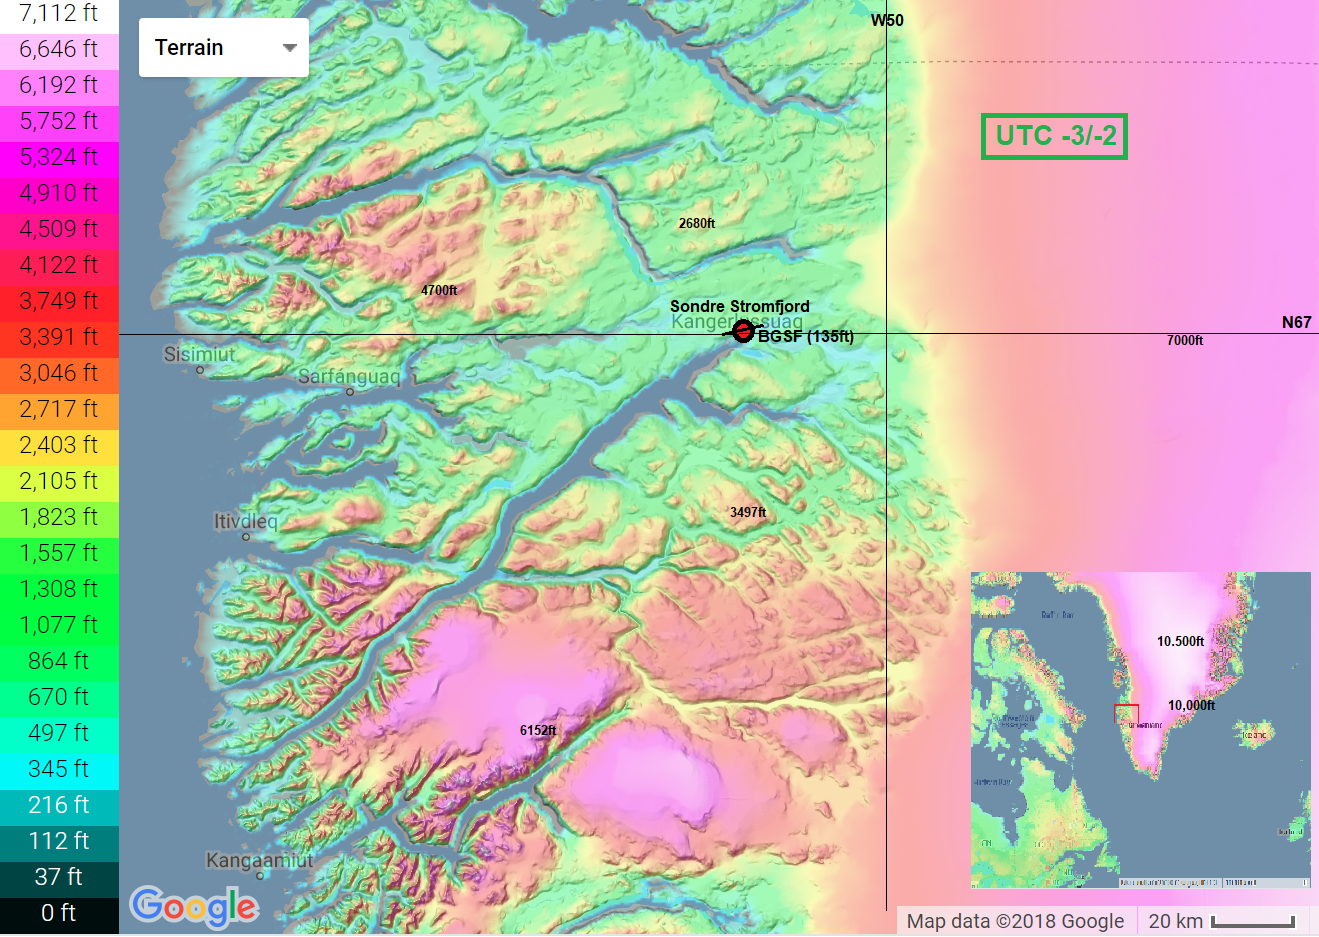 7,112 ft
6,646 ft
6,192 ft
5,752 ft
5,324 ft
4,910 ft
4,509 ft
4,122 ft
3,749 ft
3,391 ft
3,046 ft
2,717 ft
2,403 ft
2,105 ft
1,823 ft
1,557 ft
1,308 ft
1,077 ft
864 ft
670 ft
497 ft
345 ft
216 ft
112 ft
37 ft
0 ft
Terrain
W50
UTC -3/-2
2680ft
4700ft
Sondre Stromfjord
Kangerlussuaq
BGSF (135ft)
N67
7000ft
Sisimiut
Sarfánguaq
Itivdleq
3497ft
6152ft
Kangaamiut
10.500ft
10,000ft
Iceland
Google
Map data ©2018 Google
20 km